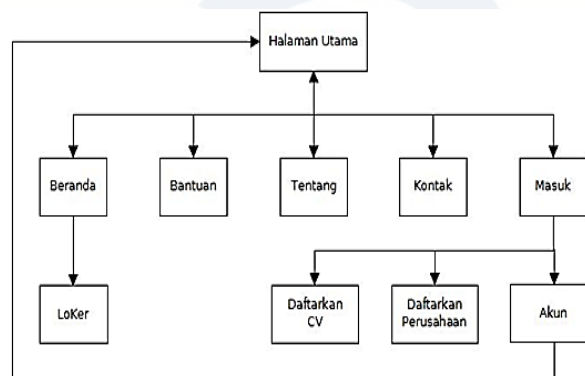 Halaman Utama
Beranda
Bantuan
Tentang
Kontak
Masuk
LoKer
Daftarkan
CV
Daftarkan
Perusahaan
Akun